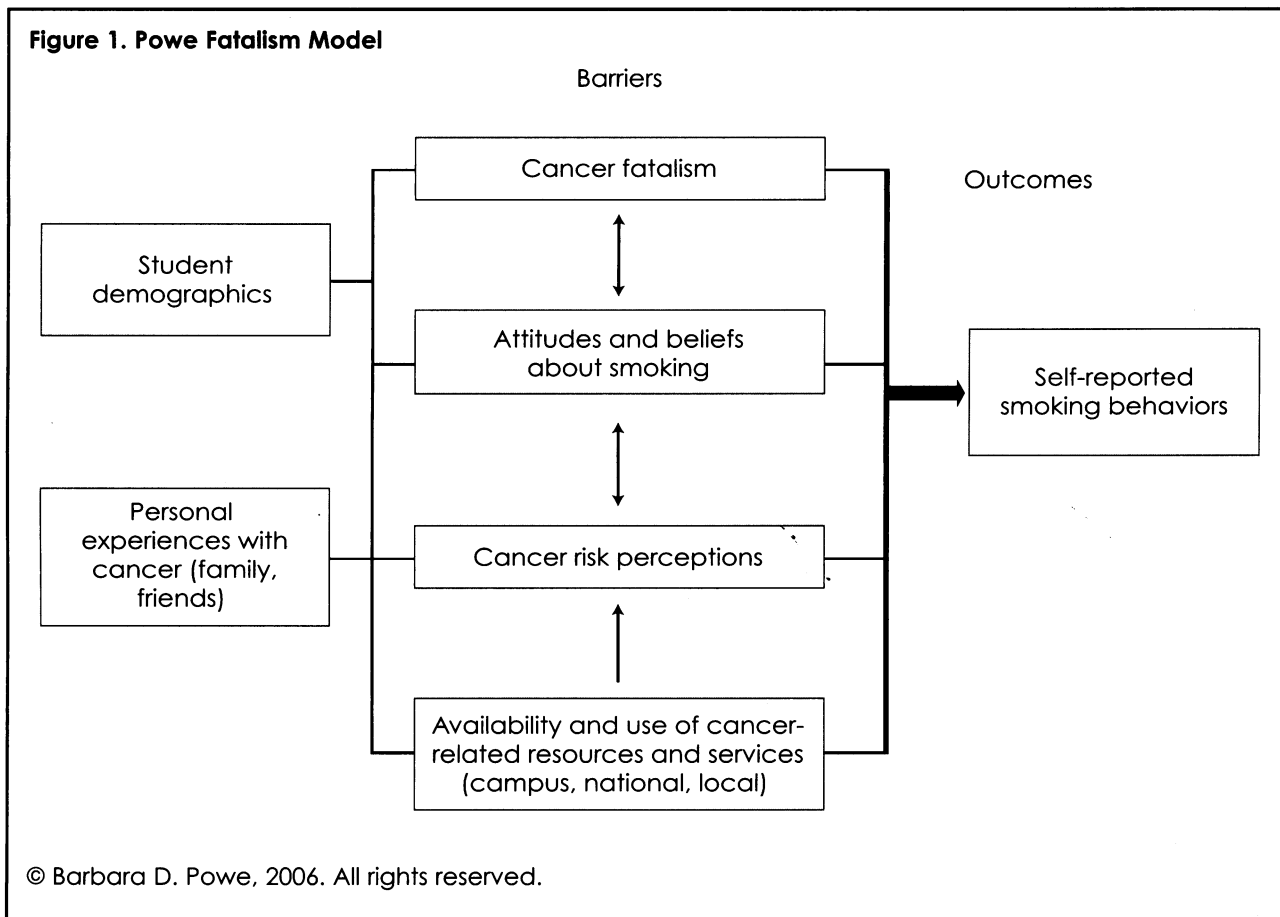 Figure 1. Powe Fatalism Model
Barriers
Cancer fatalism
Outcomes
Student
demographics
Attitudes and beliefs
about smoking
Self-reported
smoking behaviors
Personal
experiences with
cancer (family,
friends)
Cancer risk perceptions
Availability and use of cancer-
related resources and services
(campus, national, local)
© Barbara D. Powe, 2006. All rights reserved.